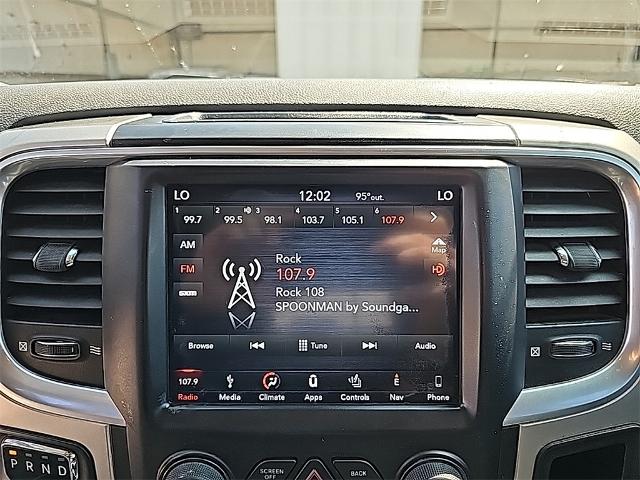 LO 12:02 95°out. LO
1 99.7 2 99.5 3 98.1 4 103.7 5 105.1 6 107.9
AM
Map
Rock
FM
107.9
HD
Rock 108
SPOONMAN by Soundga...
Browse Tune Audio
107.9
Radio Media Climate Apps Controls Nav Phone
P R N D
SCREEN OFF BACK